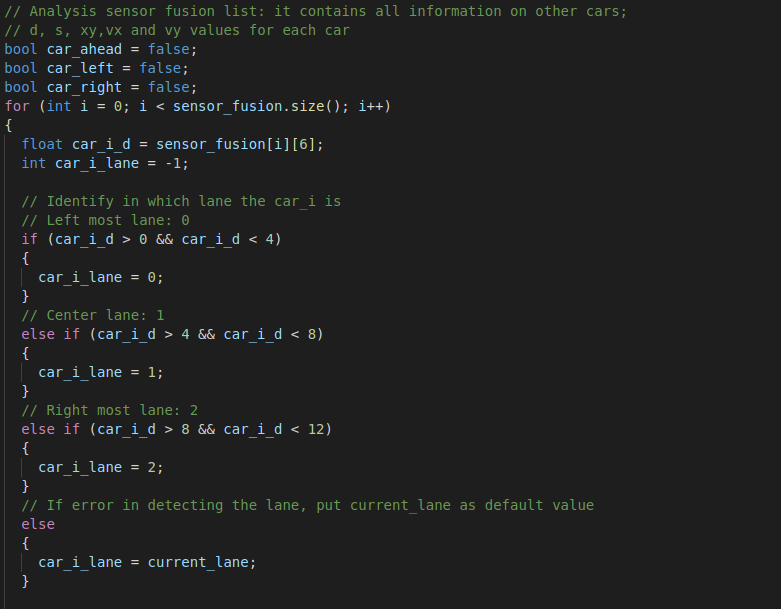 // Analysis sensor fusion list: it contains all information on other cars;
// d, s, xy,vx and vy values for each car
bool car_ahead = false;
bool car_left = false;
bool car_right = false;
for (int i = 0; i < sensor_fusion.size(); i++)
{
  float car_i_d = sensor_fusion[i][6];
  int car_i_lane = -1;

  // Identify in which lane the car_i is
  // Left most lane: 0
  if (car_i_d > 0 && car_i_d < 4)
  {
    car_i_lane = 0;
  }
  // Center lane: 1
  else if (car_i_d > 4 && car_i_d < 8)
  {
    car_i_lane = 1;
  }
  // Right most lane: 2
  else if (car_i_d > 8 && car_i_d < 12)
  {
    car_i_lane = 2;
  }
  // If error in detecting the lane, put current_lane as default value
  else
  {
    car_i_lane = current_lane;
  }